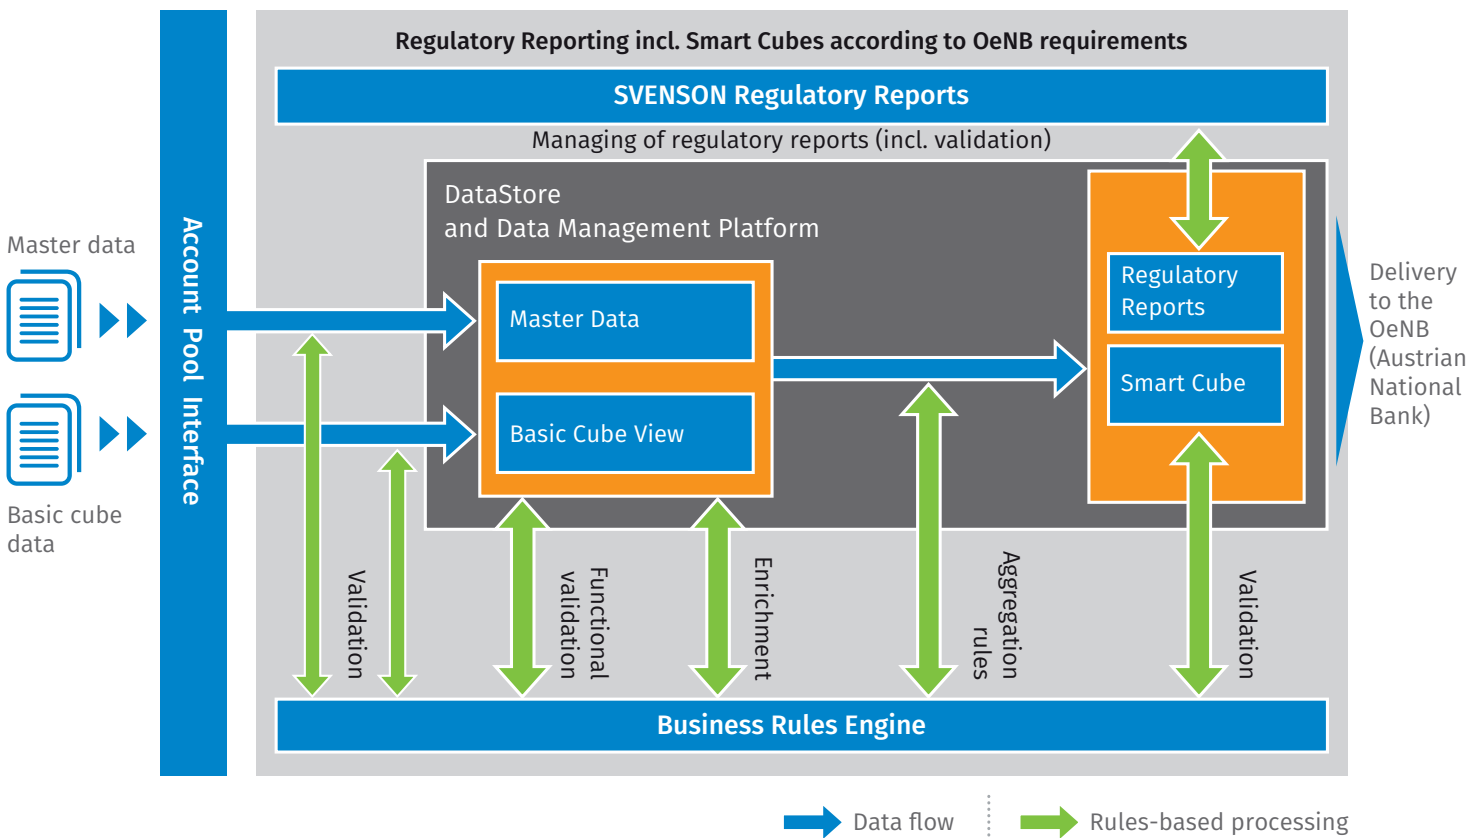 Regulatory Reporting incl. Smart Cubes according to OeNB requirements
SVENSON Regulatory Reports
Managing of regulatory reports (incl. validation)
DataStore
and Data Management Platform
Master data
Basic cube
data
Account Pool Interface
Master Data
Basic Cube View
Regulatory
Reports
Smart Cube
Delivery
to the
OeNB
(Austrian
National
Bank)
Validation
Functional
validation
Enrichment
Aggregation
rules
Validation
Business Rules Engine
Data flow
Rules-based processing